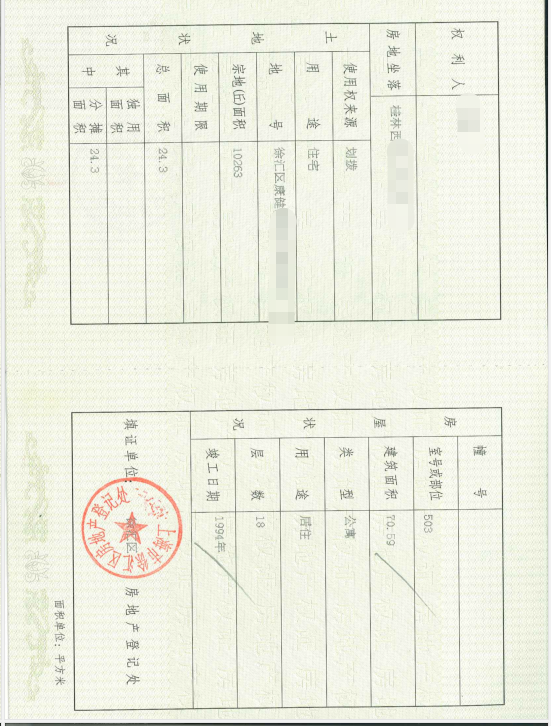 权利人
房地坐落 桂林西
土地状况
使用权来源 划拨
用途 住宅
地号 徐汇区康健
宗地(丘)面积 10263
使用期限
总面积 24.3
其中
独用面积
分摊面积 24.3
房屋状况
幢号
室号或部位 503
建筑面积 70.59
类型 公寓
用途 居住
层数 18
竣工日期 1994年
填证单位： 区 房地产登记处
上海市徐汇区房地产登记处
面积单位：平方米